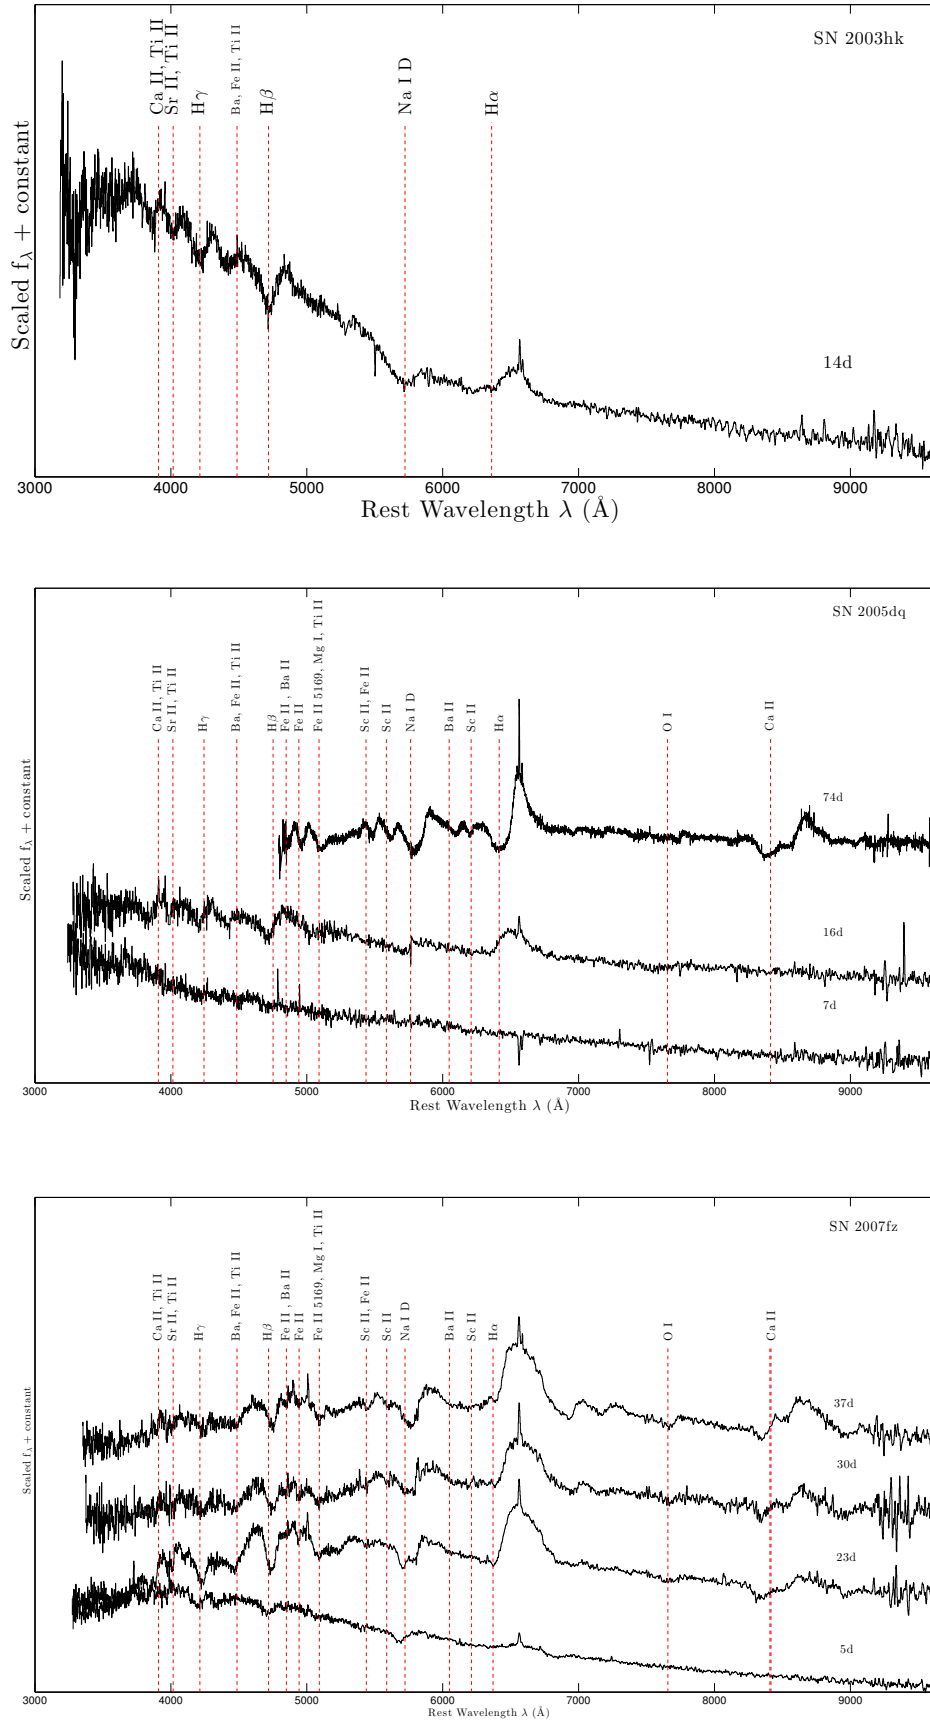 SN 2003hk
Ca II, Ti II
Sr II, Ti II
Hγ
Ba, Fe II, Ti II
Hβ
Na I D
Hα
14d
Scaled f_λ + constant
3000 4000 5000 6000 7000 8000 9000
Rest Wavelength λ (Å)
SN 2005dq
Ca II, Ti II
Sr II, Ti II
Hγ
Ba, Fe II, Ti II
Hβ
Fe II , Ba II
Fe II
Fe II 5169, Mg I, Ti II
Sc II, Fe II
Sc II
Na I D
Ba II
Sc II
Hα
O I
Ca II
74d
16d
7d
Scaled f_λ + constant
3000 4000 5000 6000 7000 8000 9000
Rest Wavelength λ (Å)
SN 2007fz
Ca II, Ti II
Sr II, Ti II
Hγ
Ba, Fe II, Ti II
Hβ
Fe II , Ba II
Fe II
Fe II 5169, Mg I, Ti II
Sc II, Fe II
Sc II
Na I D
Ba II
Sc II
Hα
O I
Ca II
37d
30d
23d
5d
Scaled f_λ + constant
3000 4000 5000 6000 7000 8000 9000
Rest Wavelength λ (Å)